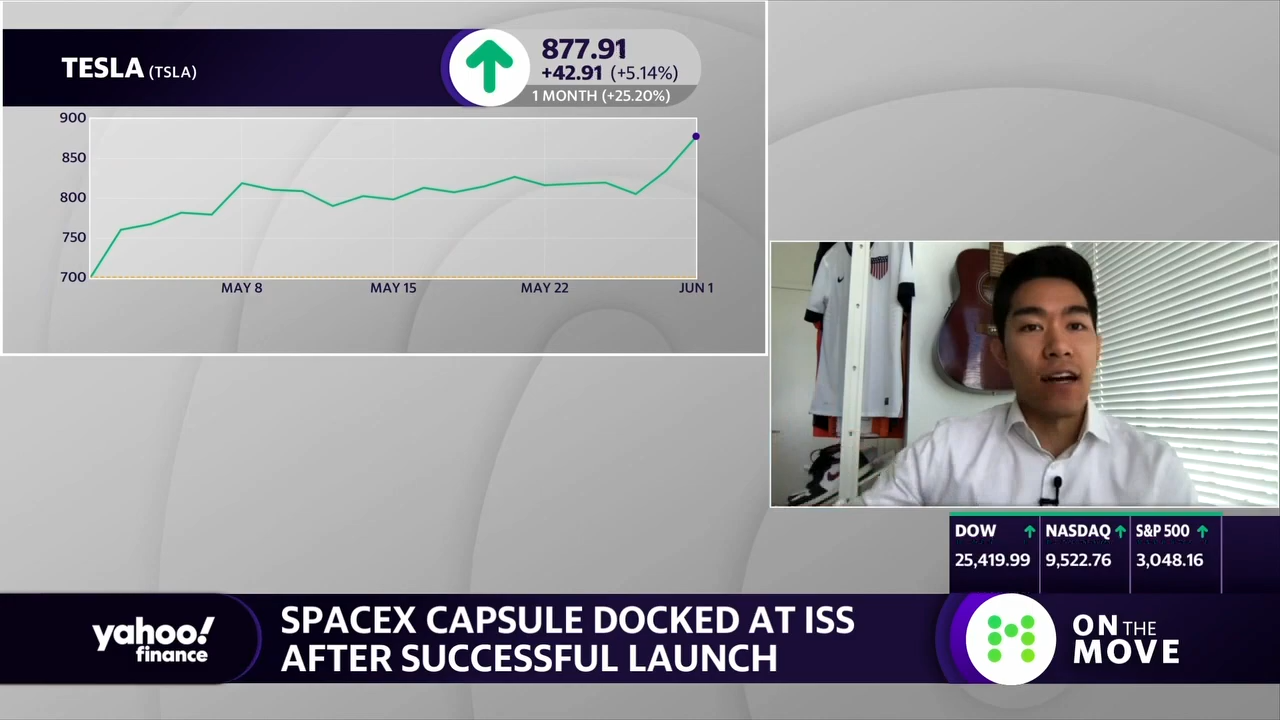 TESLA (TSLA)
877.91
+42.91 (+5.14%)
1 MONTH (+25.20%)
900
850
800
750
700
MAY 8
MAY 15
MAY 22
JUN 1
DOW
25,419.99
NASDAQ
9,522.76
S&P 500
3,048.16
yahoo!
finance
SPACEX CAPSULE DOCKED AT ISS
AFTER SUCCESSFUL LAUNCH
ON THE
MOVE